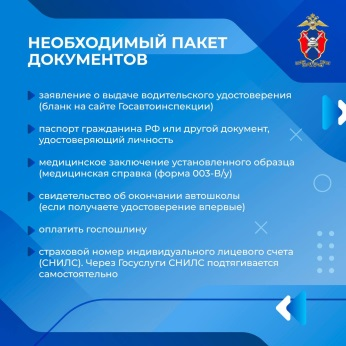 НЕОБХОДИМЫЙ ПАКЕТ
ДОКУМЕНТОВ
заявление о выдаче водительского удостоверения
(бланк на сайте Госавтоинспекции)
паспорт гражданина РФ или другой документ,
удостоверяющий личность
медицинское заключение установленного образца
(медицинская справка (форма 003-В/у)
свидетельство об окончании автошколы
(если получаете удостоверение впервые)
оплатить госпошлину
страховой номер индивидуального лицевого счета
(СНИЛС). Через Госуслуги СНИЛС подтягивается
самостоятельно